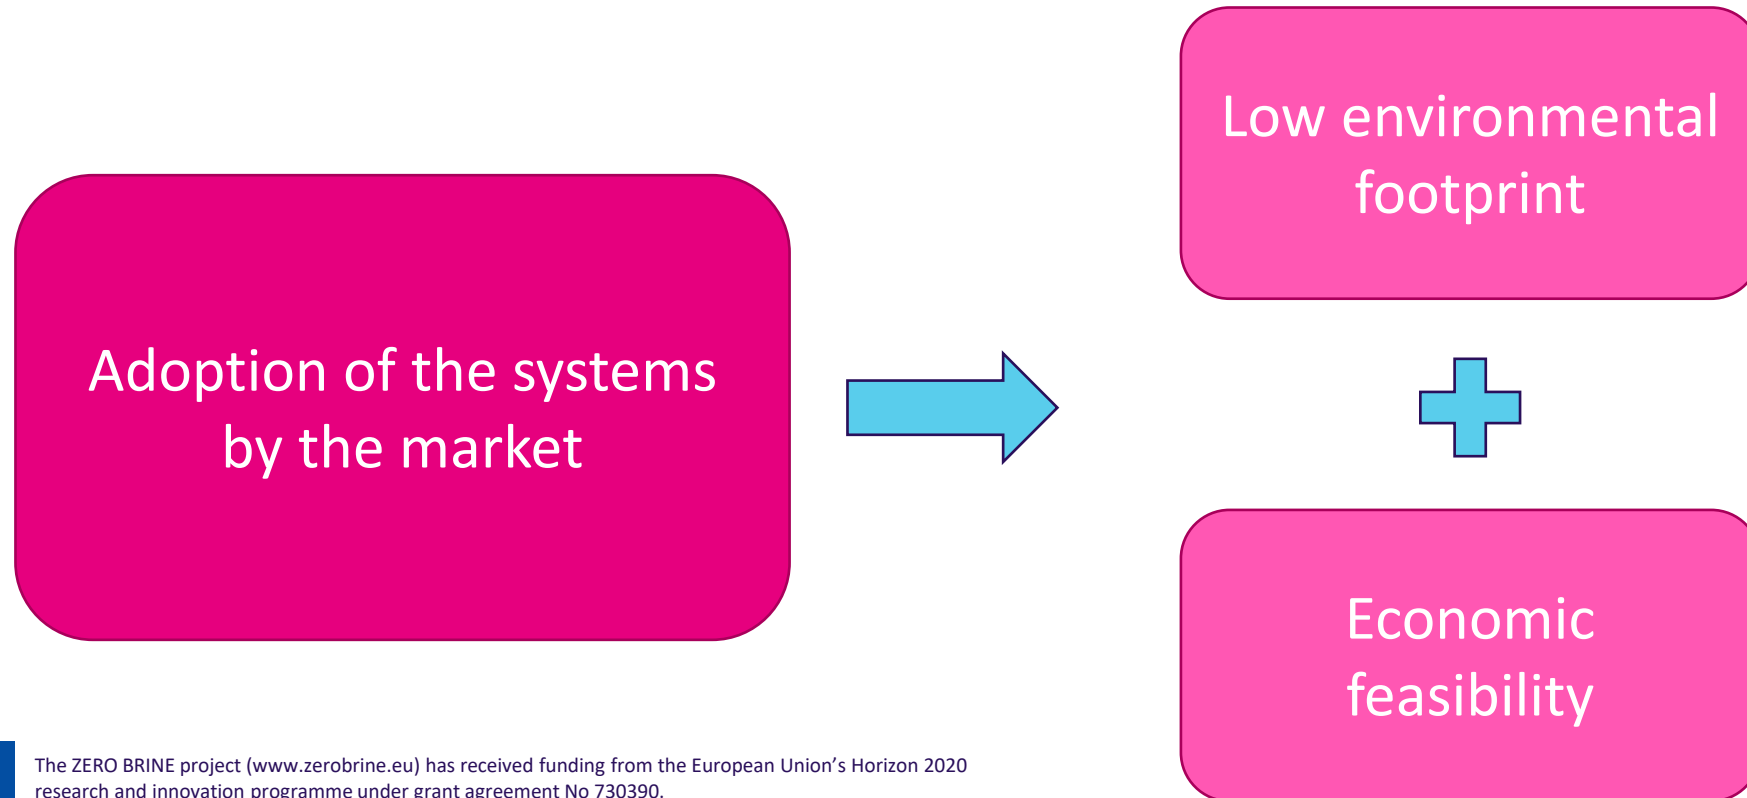 Low environmental
footprint
Adoption of the systems
by the market
Economic
feasibility
The ZERO BRINE project (www.zerobrine.eu) has received funding from the European Union’s Horizon 2020
research and innovation programme under grant agreement No 730390.